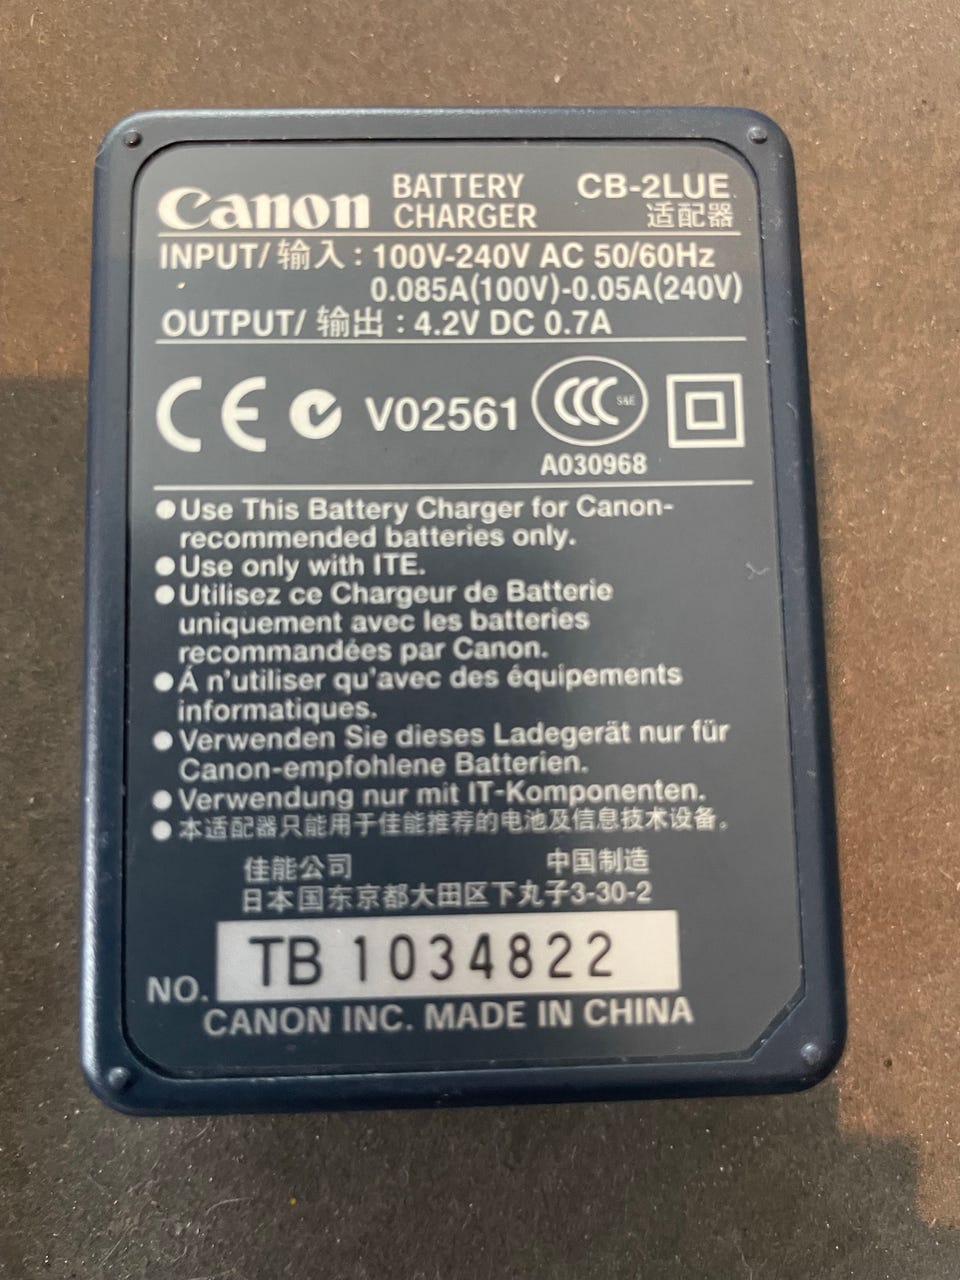 Canon BATTERY CHARGER CB-2LUE
适配器
INPUT/输入：100V-240V AC 50/60Hz
0.085A(100V)-0.05A(240V)
OUTPUT/输出：4.2V DC 0.7A
CE V02561 CCC S&E
A030968
●Use This Battery Charger for Canon-
recommended batteries only.
●Use only with ITE.
●Utilisez ce Chargeur de Batterie
uniquement avec les batteries
recommandées par Canon.
●Á n'utiliser qu'avec des équipements
informatiques.
●Verwenden Sie dieses Ladegerät nur für
Canon-empfohlene Batterien.
●Verwendung nur mit IT-Komponenten.
●本适配器只能用于佳能推荐的电池及信息技术设备。
佳能公司 中国制造
日本国东京都大田区下丸子3-30-2
NO. TB 1034822
CANON INC. MADE IN CHINA